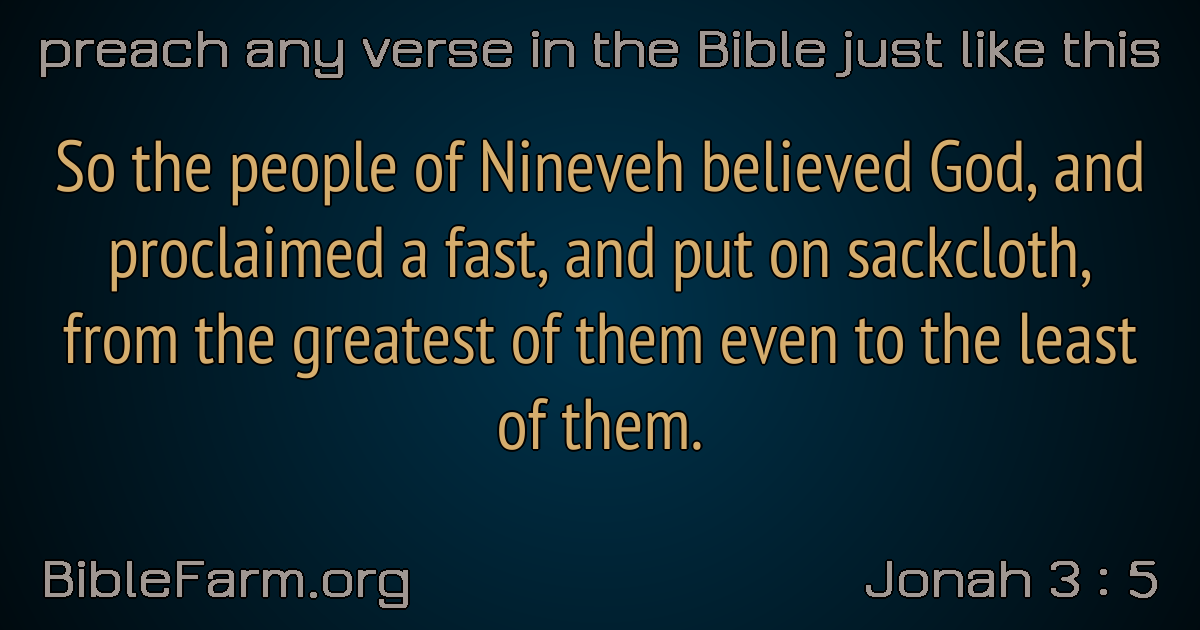 preach any verse in the Bible just like this
So the people of Nineveh believed God, and
proclaimed a fast, and put on sackcloth,
from the greatest of them even to the least
of them.
BibleFarm.org
Jonah 3 : 5